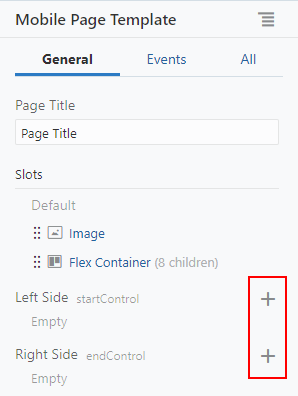 Mobile Page Template
General Events All
Page Title
Page Title
Slots
Default
Image
Flex Container (8 children)
Left Side startControl
Empty
Right Side endControl
Empty